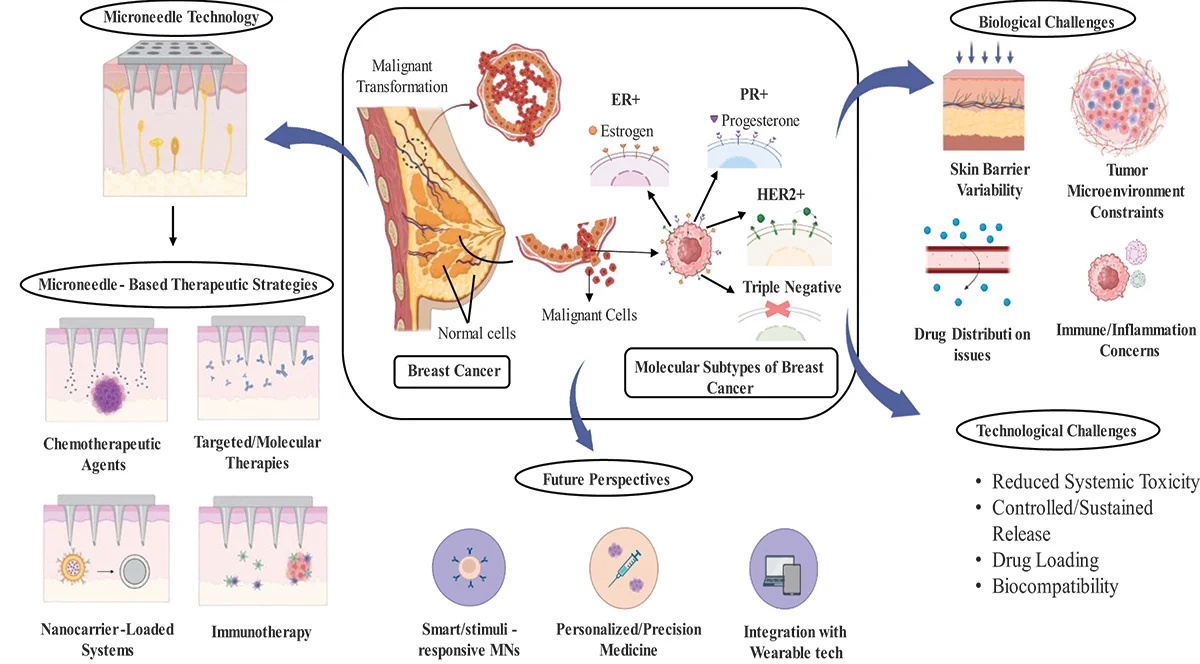 Microneedle Technology
Microneedle - Based Therapeutic Strategies
Chemotherapeutic
Agents
Targeted/Molecular
Therapies
Nanocarrier-Loaded
Systems
Immunotherapy
Malignant
Transformation
ER+
Estrogen
PR+
Progesterone
HER2+
Triple Negative
Malignant Cells
Normal cells
Breast Cancer
Molecular Subtypes of Breast
Cancer
Future Perspectives
Smart/stimuli -
responsive MNs
Personalized/Precision
Medicine
Integration with
Wearable tech
Biological Challenges
Skin Barrier
Variability
Tumor
Microenvironment
Constraints
Drug Distribution
issues
Immune/Inflammation
Concerns
Technological Challenges
• Reduced Systemic Toxicity
• Controlled/Sustained
Release
• Drug Loading
• Biocompatibility